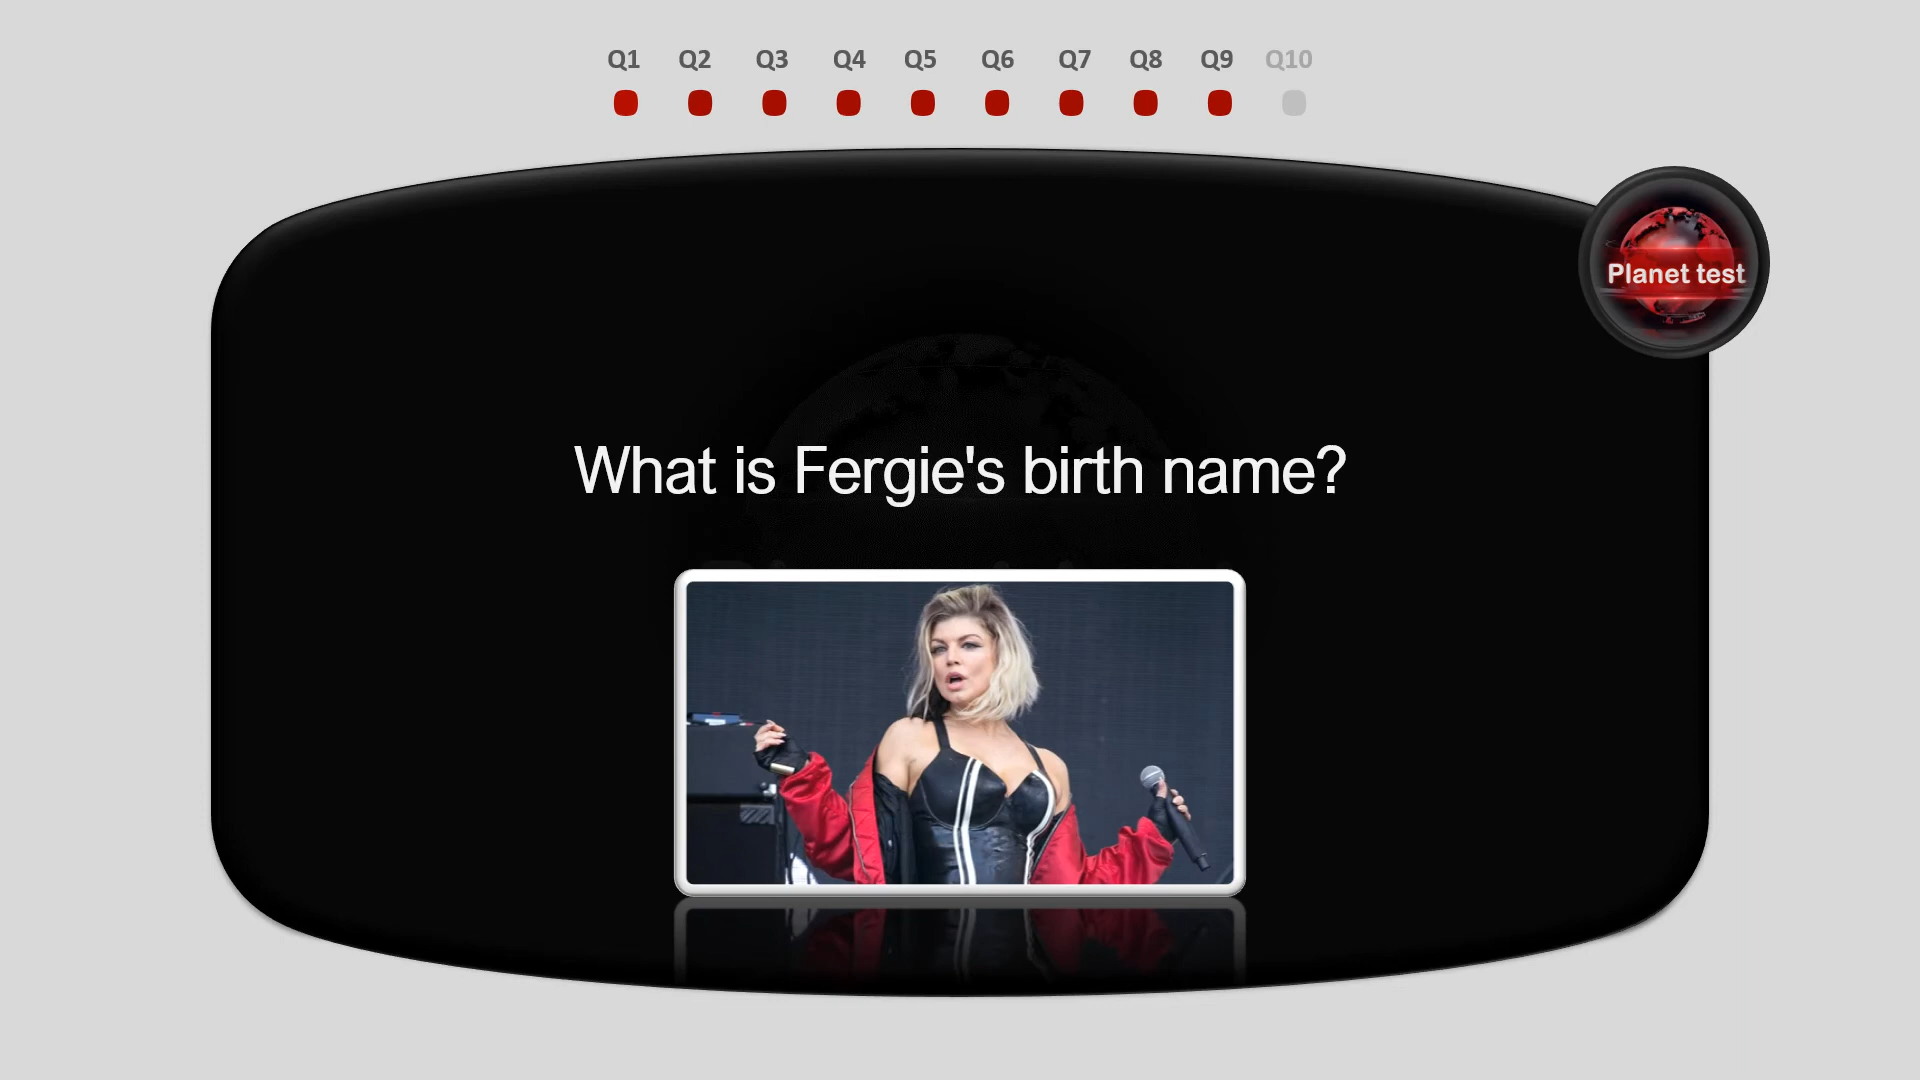 Q1 Q2 Q3 Q4 Q5 Q6 Q7 Q8 Q9 Q10
Planet test
What is Fergie's birth name?